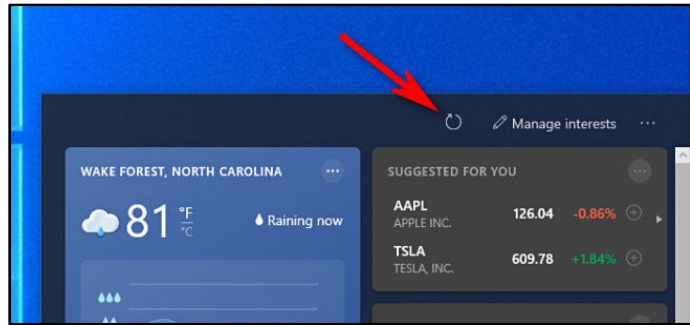 Manage interests ...
WAKE FOREST, NORTH CAROLINA ...
81 °F
°C
Raining now
SUGGESTED FOR YOU ...
AAPL 126.04 -0.86%
APPLE INC.
TSLA 609.78 +1.84%
TESLA, INC.